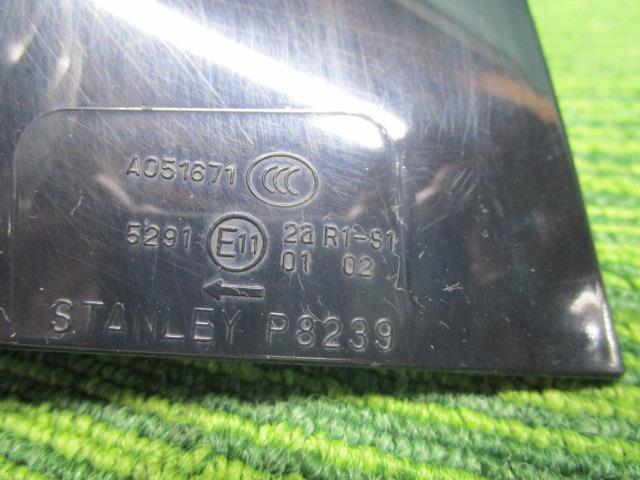 A051671 CCC
5291 E11 2a R1-S1
01 02
STANLEY P8239